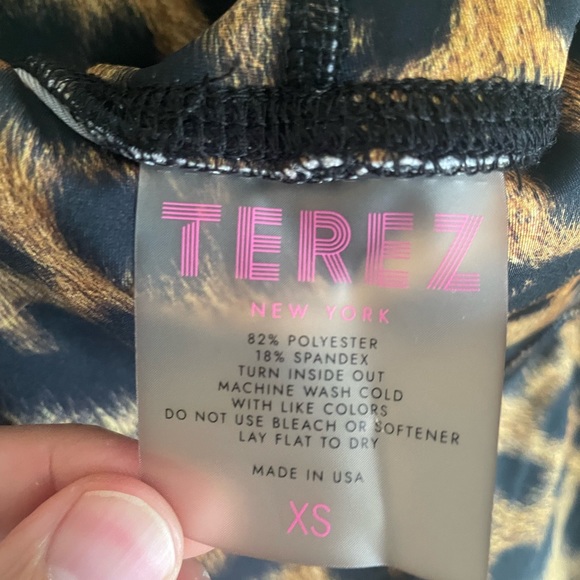 TEREZ
NEW YORK
82% POLYESTER
18% SPANDEX
TURN INSIDE OUT
MACHINE WASH COLD
WITH LIKE COLORS
DO NOT USE BLEACH OR SOFTENER
LAY FLAT TO DRY
MADE IN USA
XS